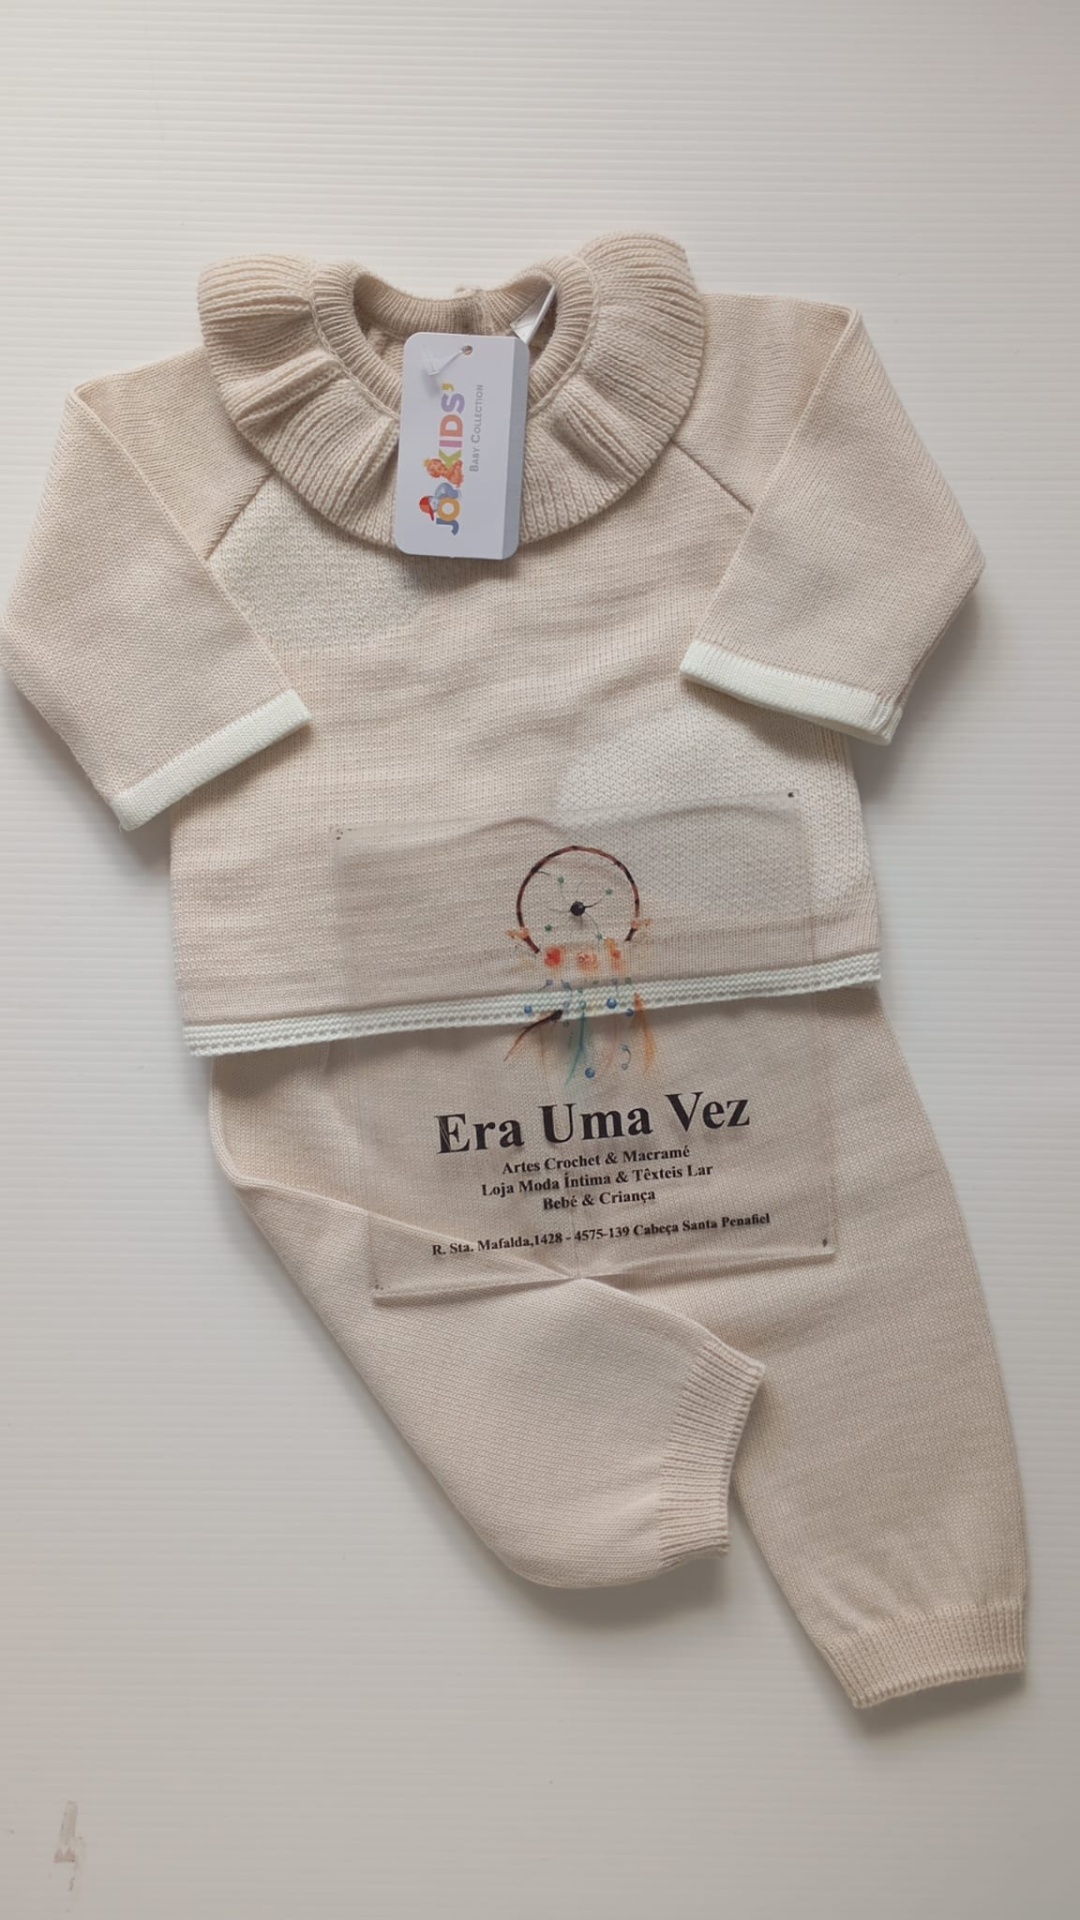 JOR KIDS'
BABY COLLECTION
Era Uma Vez
Artes Crochet & Macramé
Loja Moda Íntima & Têxteis Lar
Bebé & Criança
R. Sta. Mafalda,1428 - 4575-139 Cabeça Santa Penafiel